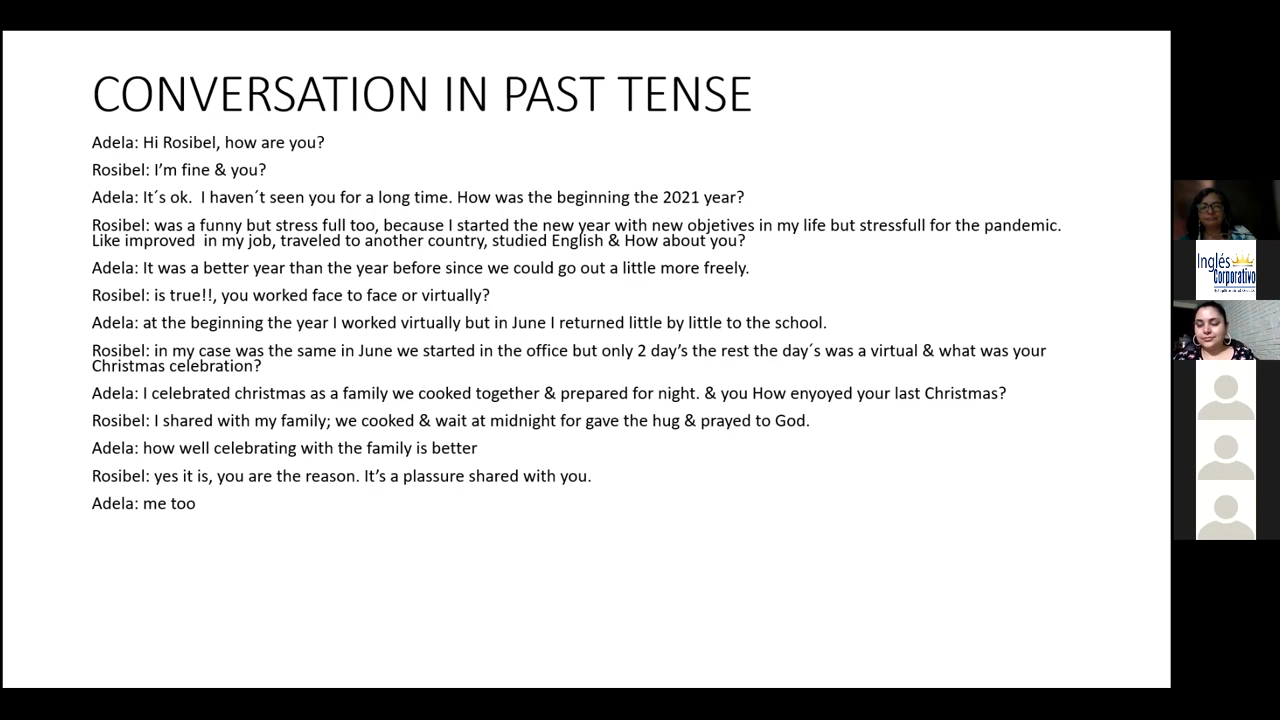 CONVERSATION IN PAST TENSE
Adela: Hi Rosibel, how are you?
Rosibel: I'm fine & you?
Adela: It´s ok.  I haven´t seen you for a long time. How was the beginning the 2021 year?
Rosibel: was a funny but stress full too, because I started the new year with new objetives in my life but stressfull for the pandemic.
Like improved  in my job, traveled to another country, studied English & How about you?
Adela: It was a better year than the year before since we could go out a little more freely.
Rosibel: is true!!, you worked face to face or virtually?
Adela: at the beginning the year I worked virtually but in June I returned little by little to the school.
Rosibel: in my case was the same in June we started in the office but only 2 day’s the rest the day´s was a virtual & what was your
Christmas celebration?
Adela: I celebrated christmas as a family we cooked together & prepared for night. & you How enyoyed your last Christmas?
Rosibel: I shared with my family; we cooked & wait at midnight for gave the hug & prayed to God.
Adela: how well celebrating with the family is better
Rosibel: yes it is, you are the reason. It’s a plassure shared with you.
Adela: me too
Inglés
Corporativo